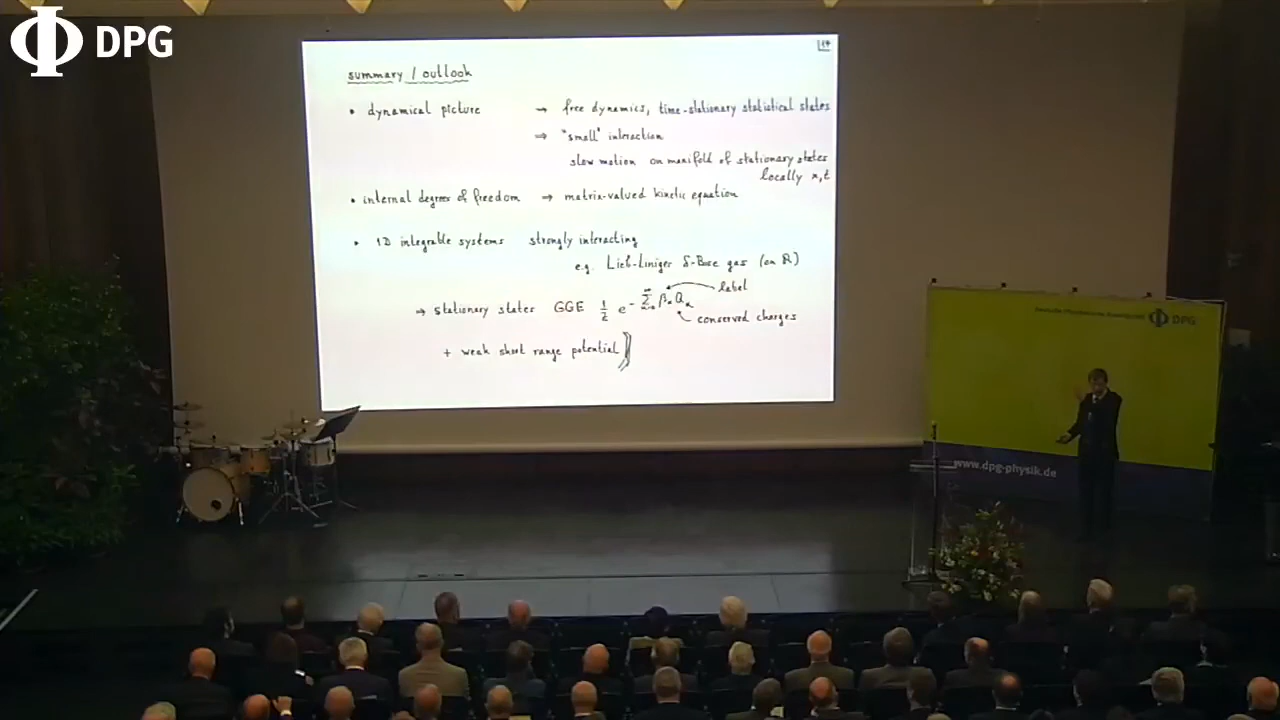 DPG
14
summary / outlook
• dynamical picture → free dynamics, time-stationary statistical states
⇒ "small" interaction
slow motion on manifold of stationary states
locally x,t
• internal degrees of freedom → matrix-valued kinetic equation
• 1D integrable systems strongly interacting
e.g. Lieb-Liniger δ-Bose gas (on ℝ)
label
⇒ stationary states GGE 1/Z e^-∑ βₙQₙ
conserved charges
+ weak short range potential
DPG
www.dpg-physik.de